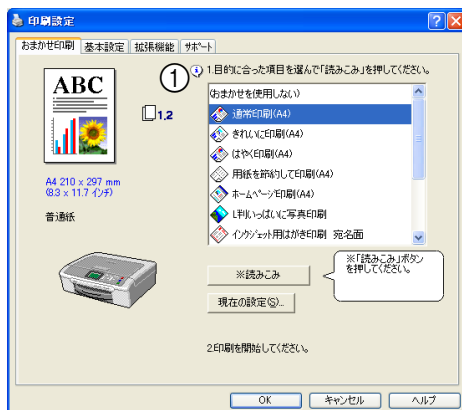 印刷設定
おまかせ印刷 基本設定 拡張機能 サポート
① 1.目的に合った項目を選んで「読みこみ」を押してください。
ABC
1,2
(おまかせを使用しない)
通常印刷(A4)
きれいに印刷(A4)
はやく印刷(A4)
用紙を節約して印刷(A4)
ホームページ印刷(A4)
L判いっぱいに写真印刷
インクジェット用はがき印刷 宛名面
A4 210 x 297 mm
(8.3 x 11.7 インチ)
普通紙
※読みこみ
※「読みこみ」ボタン
を押してください。
現在の設定(S)...
2.印刷を開始してください。
OK キャンセル ヘルプ